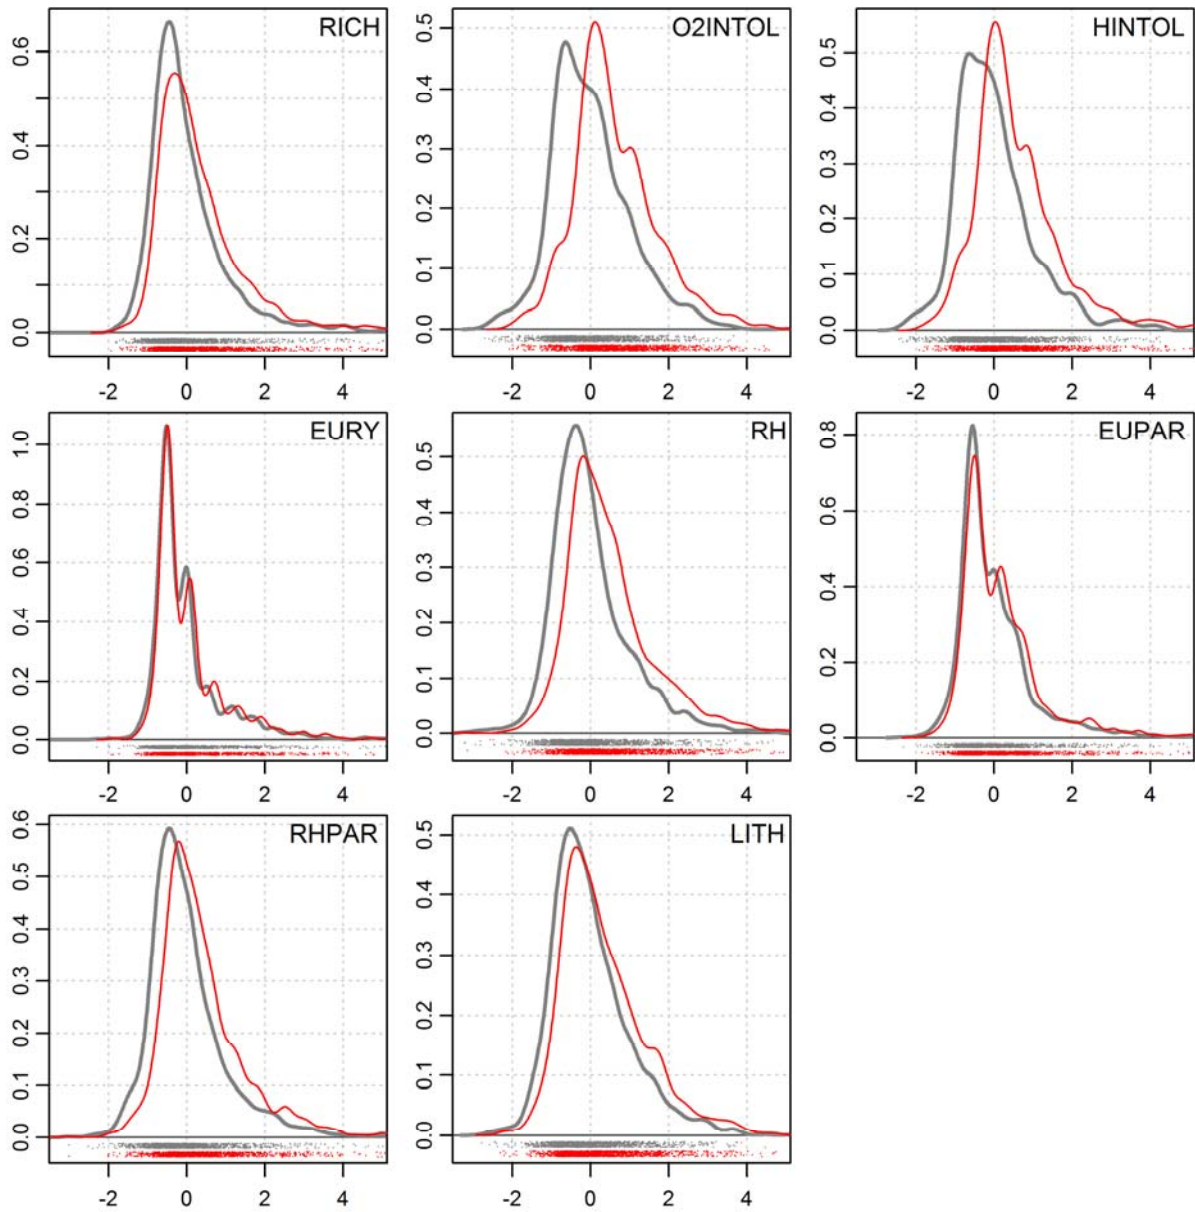 RICH
0.0 0.2 0.4 0.6
-2 0 2 4
O2INTOL
0.0 0.1 0.2 0.3 0.4 0.5
-2 0 2 4
HINTOL
0.0 0.1 0.2 0.3 0.4 0.5
-2 0 2 4
EURY
0.0 0.2 0.4 0.6 0.8 1.0
-2 0 2 4
RH
0.0 0.1 0.2 0.3 0.4 0.5
-2 0 2 4
EUPAR
0.0 0.2 0.4 0.6 0.8
-2 0 2 4
RHPAR
0.0 0.1 0.2 0.3 0.4 0.5 0.6
-2 0 2 4
LITH
0.0 0.1 0.2 0.3 0.4 0.5
-2 0 2 4